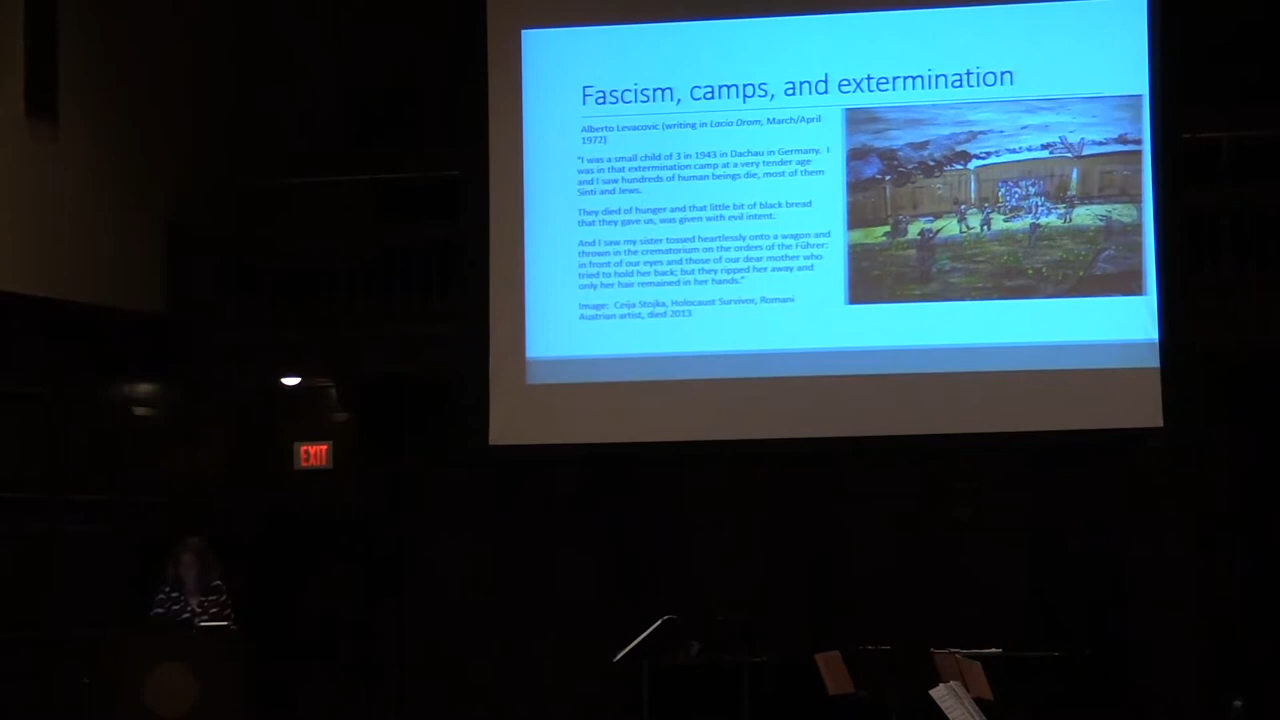 Fascism, camps, and extermination
Alberto Levacovic (writing in Lacio Drom, March/April
1972)
"I was a small child of 3 in 1943 in Dachau in Germany. I
was in that extermination camp at a very tender age
and I saw hundreds of human beings die, most of them
Sinti and Jews.
They died of hunger and that little bit of black bread
that they gave us, was given with evil intent.
And I saw my sister tossed heartlessly onto a wagon and
thrown in the crematorium on the orders of the Führer:
in front of our eyes and those of our dear mother who
tried to hold her back; but they ripped her away and
only her hair remained in her hands."
Image: Ceija Stojka, Holocaust Survivor, Romani
Austrian artist, died 2013
EXIT